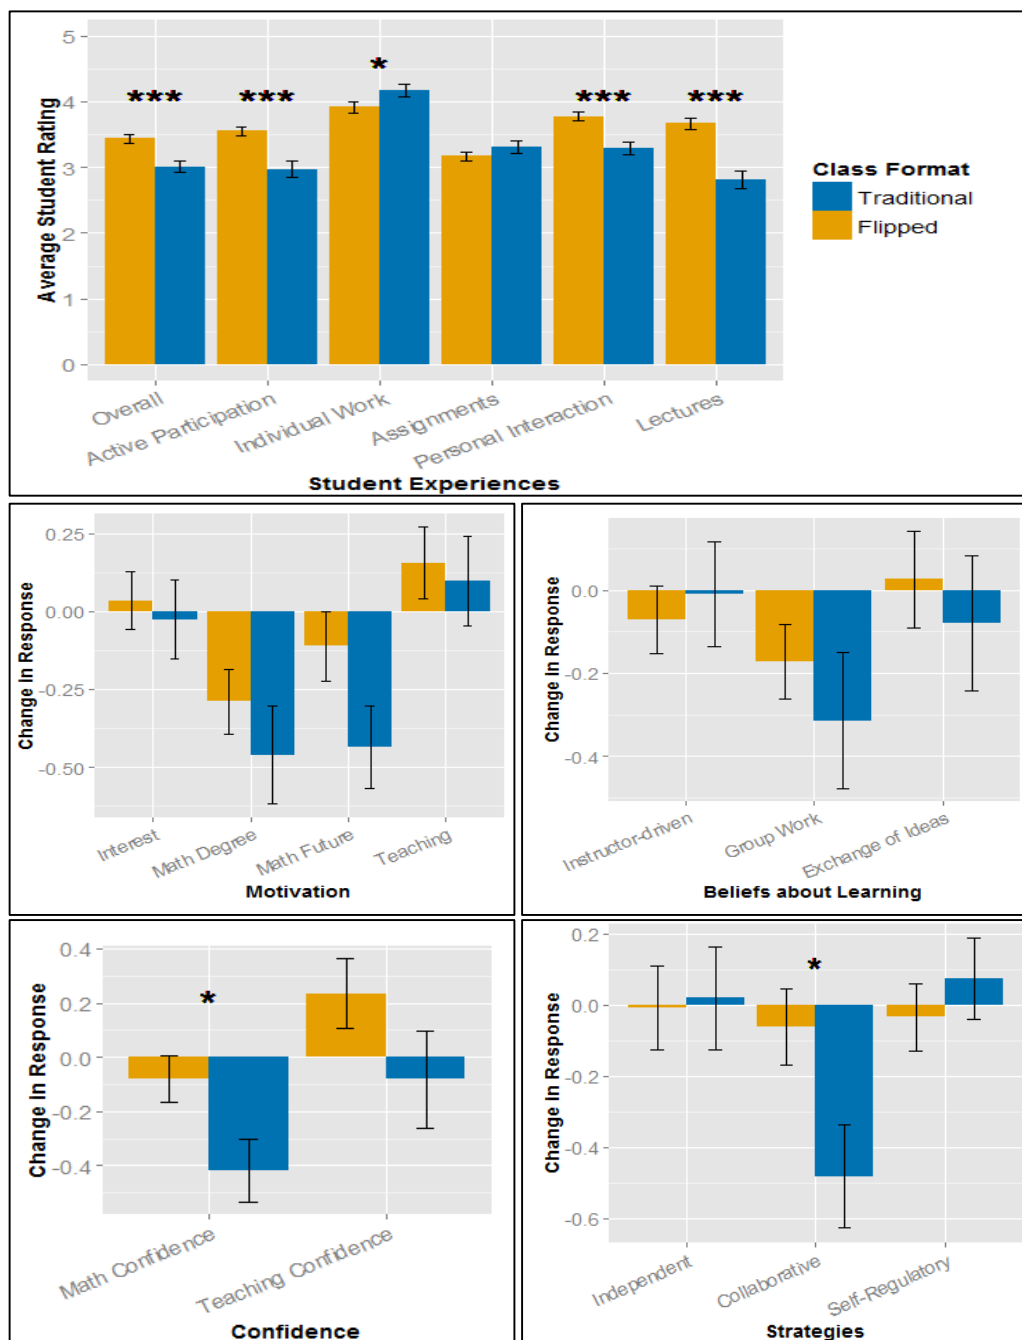 5
4
3
2
1
0
Average Student Rating
*** *** * *** ***
Overall
Active Participation
Individual Work
Assignments
Personal Interaction
Lectures
Student Experiences
Class Format
Traditional
Flipped
0.25
0.00
-0.25
-0.50
Change in Response
Interest
Math Degree
Math Future
Teaching
Motivation
0.0
-0.2
-0.4
Change in Response
Instructor-driven
Group Work
Exchange of Ideas
Beliefs about Learning
0.4
0.2
0.0
-0.2
-0.4
Change in Response
*
Math Confidence
Teaching Confidence
Confidence
0.2
0.0
-0.2
-0.4
-0.6
Change in Response
*
Independent
Collaborative
Self-Regulatory
Strategies